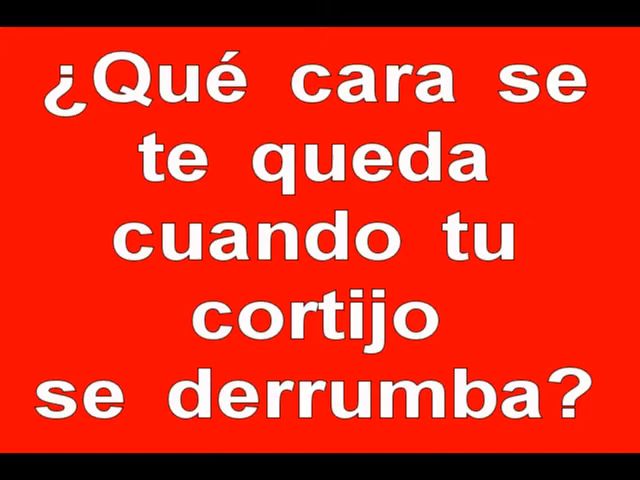 ¿Qué cara se
te queda
cuando tu
cortijo
se derrumba?